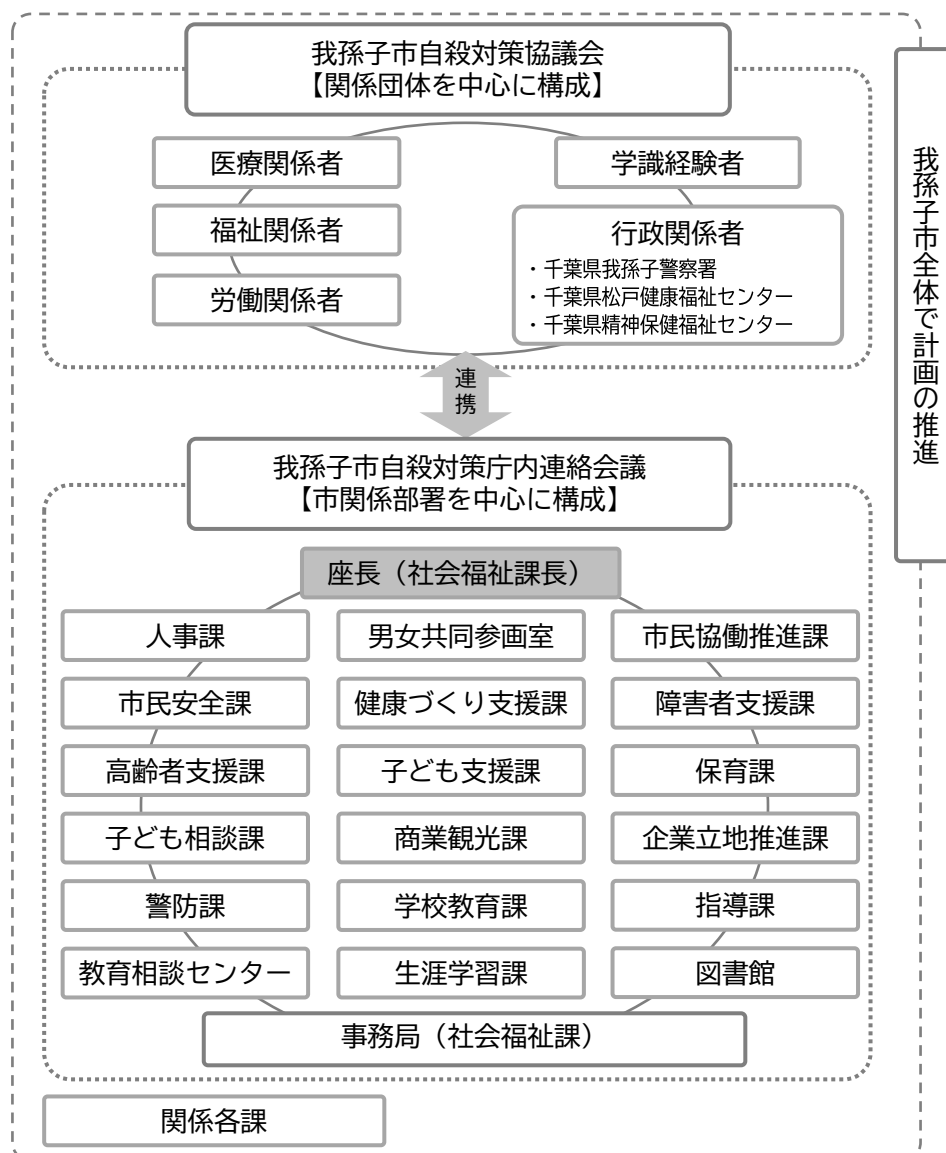 我孫子市自殺対策協議会
【関係団体を中心に構成】
医療関係者
学識経験者
福祉関係者
労働関係者
行政関係者
・千葉県我孫子警察署
・千葉県松戸健康福祉センター
・千葉県精神保健福祉センター
連携
我孫子市全体で計画の推進
我孫子市自殺対策庁内連絡会議
【市関係部署を中心に構成】
座長（社会福祉課長）
人事課
男女共同参画室
市民協働推進課
市民安全課
健康づくり支援課
障害者支援課
高齢者支援課
子ども支援課
保育課
子ども相談課
商業観光課
企業立地推進課
警防課
学校教育課
指導課
教育相談センター
生涯学習課
図書館
事務局（社会福祉課）
関係各課